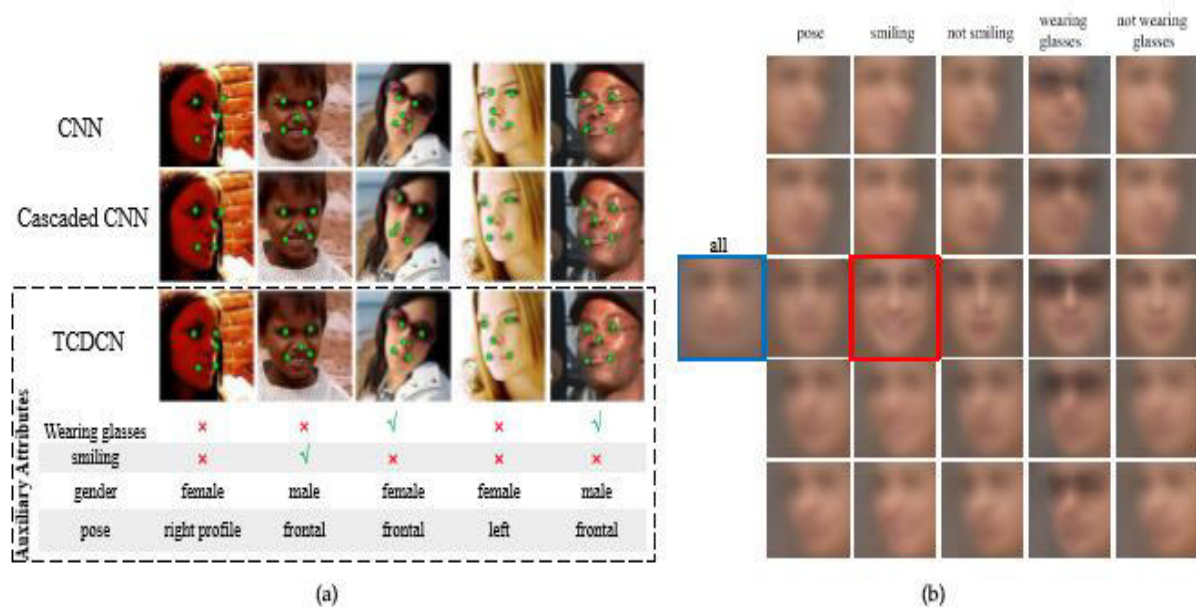 CNN
Cascaded CNN
TCDCN
Auxiliary Attributes
Wearing glasses × × √ × √
smiling × √ × × ×
gender female male female female male
pose right profile frontal frontal left frontal
(a)
all
pose smiling not smiling wearing glasses not wearing glasses
(b)